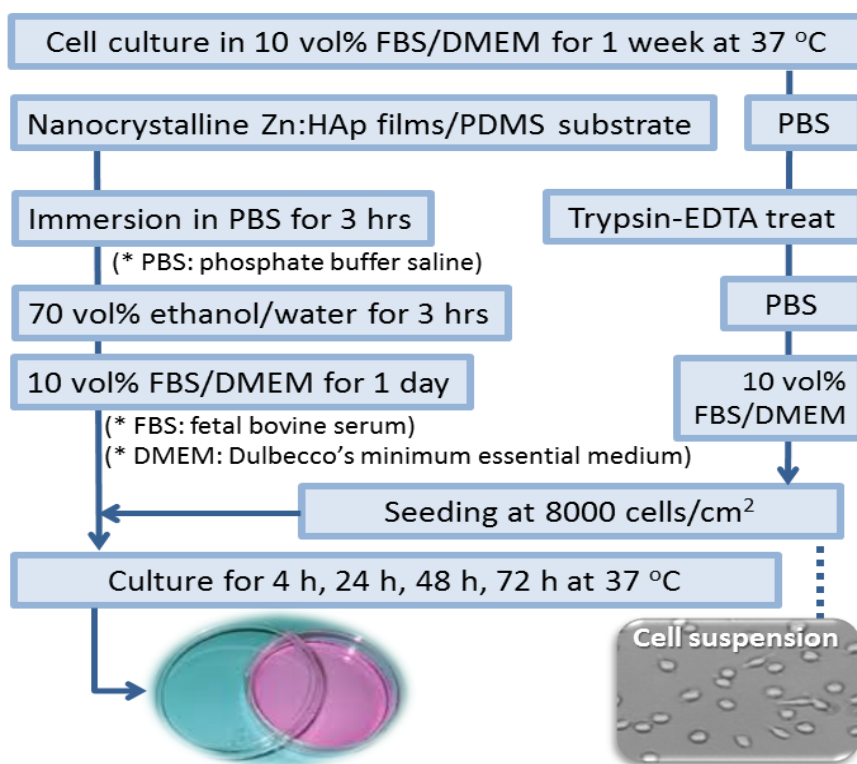 Cell culture in 10 vol% FBS/DMEM for 1 week at 37 °C
Nanocrystalline Zn:HAp films/PDMS substrate
PBS
Immersion in PBS for 3 hrs
(* PBS: phosphate buffer saline)
Trypsin-EDTA treat
70 vol% ethanol/water for 3 hrs
PBS
10 vol% FBS/DMEM for 1 day
(* FBS: fetal bovine serum)
(* DMEM: Dulbecco's minimum essential medium)
10 vol%
FBS/DMEM
Seeding at 8000 cells/cm²
Culture for 4 h, 24 h, 48 h, 72 h at 37 °C
Cell suspension